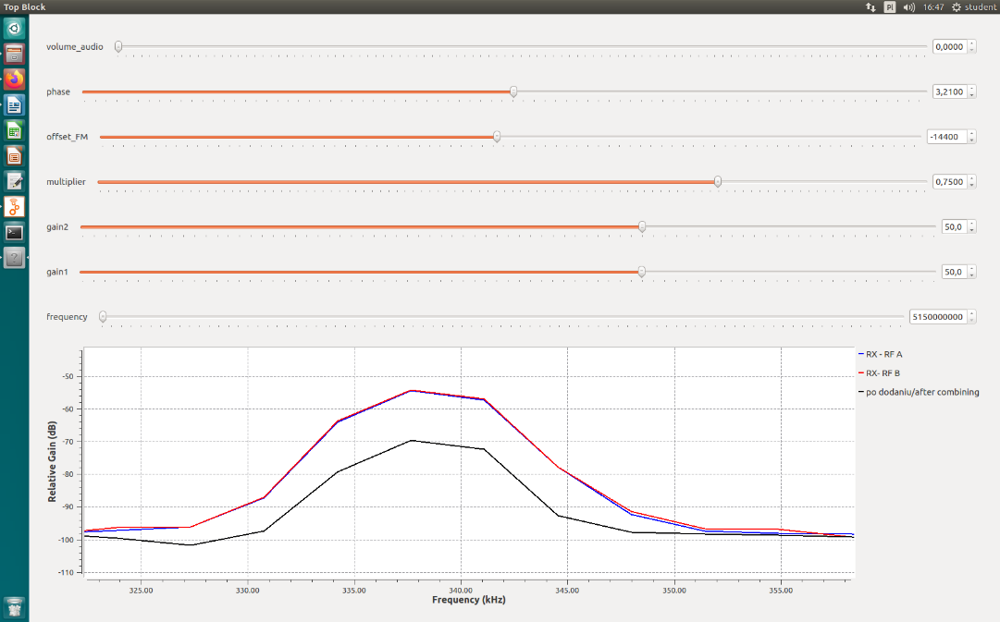 Top Block
Pl
16:47
student
volume_audio
0,0000
phase
3,2100
offset_FM
-14400
multiplier
0,7500
gain2
50,0
gain1
50,0
frequency
5150000000
RX - RF A
RX- RF B
po dodaniu/after combining
Relative Gain (dB)
-50
-60
-70
-80
-90
-100
-110
325.00
330.00
335.00
340.00
345.00
350.00
355.00
Frequency (kHz)